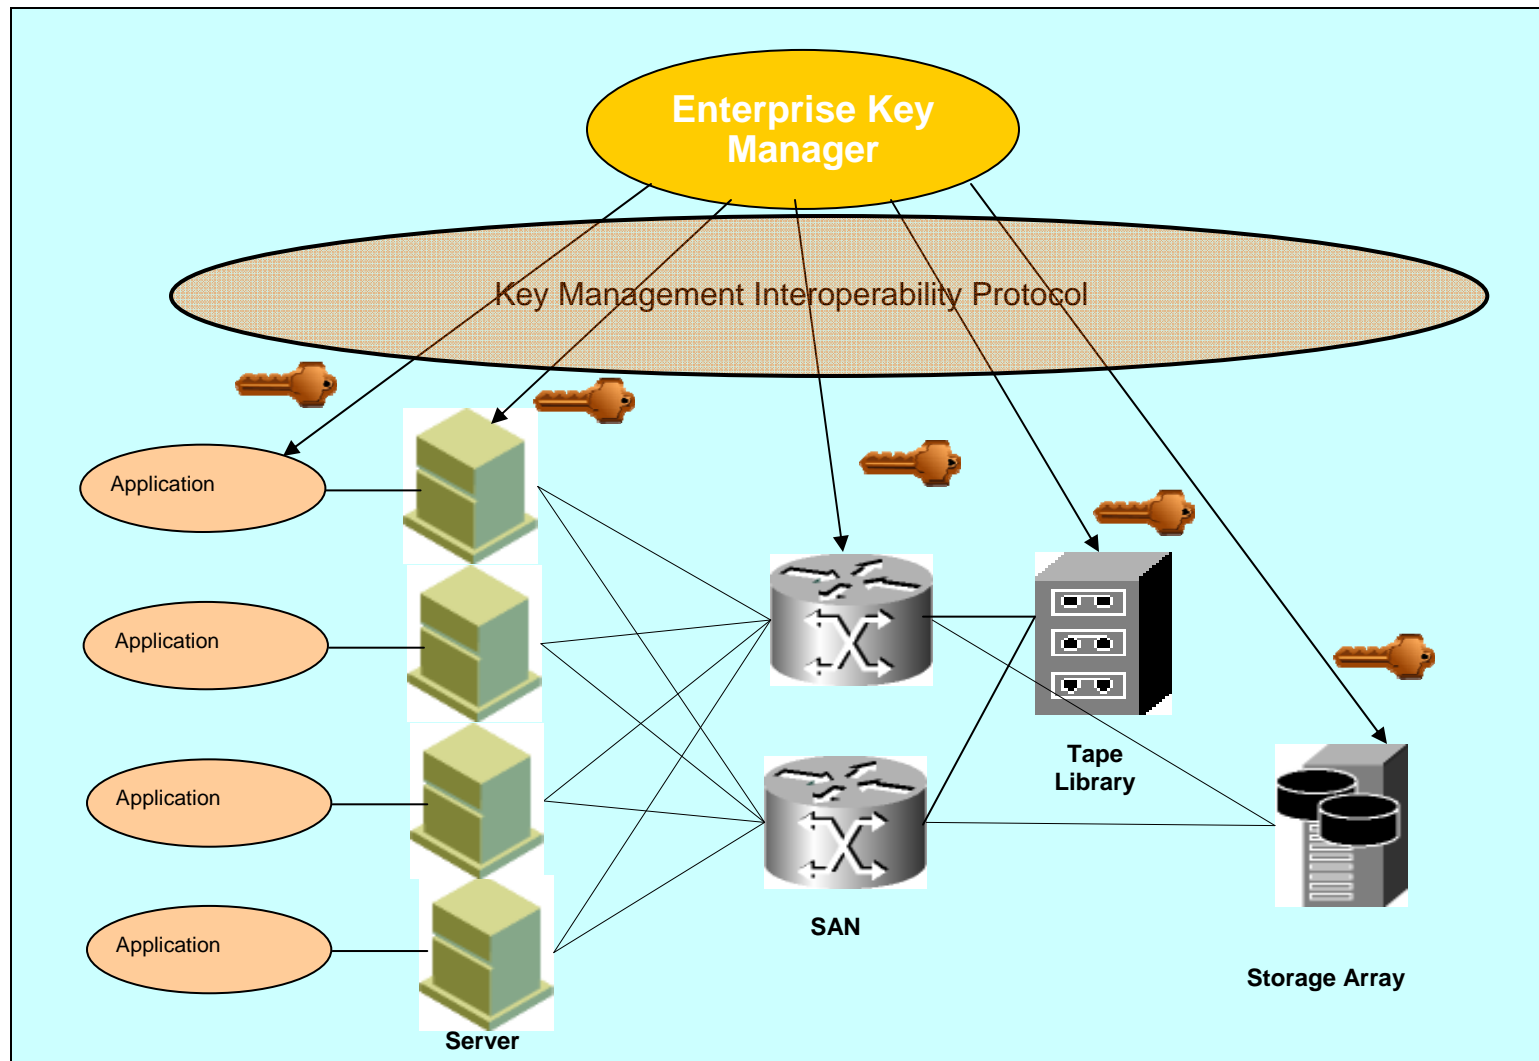 Enterprise Key
Manager
Key Management Interoperability Protocol
Application
Application
Application
Application
Server
SAN
Tape
Library
Storage Array